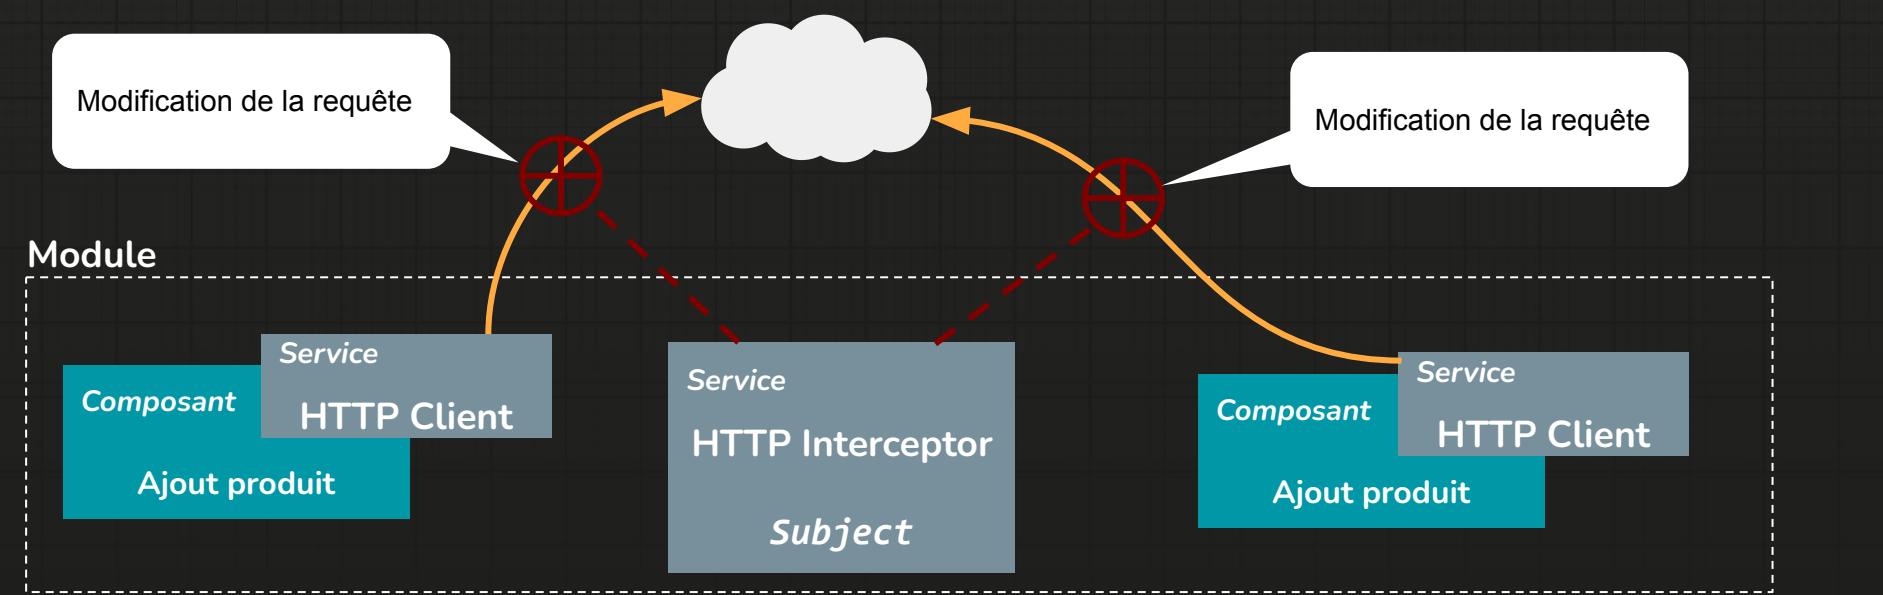 Modification de la requête
Modification de la requête
Module
Service
Composant
HTTP Client
Ajout produit
Service
HTTP Interceptor
Subject
Service
Composant
HTTP Client
Ajout produit